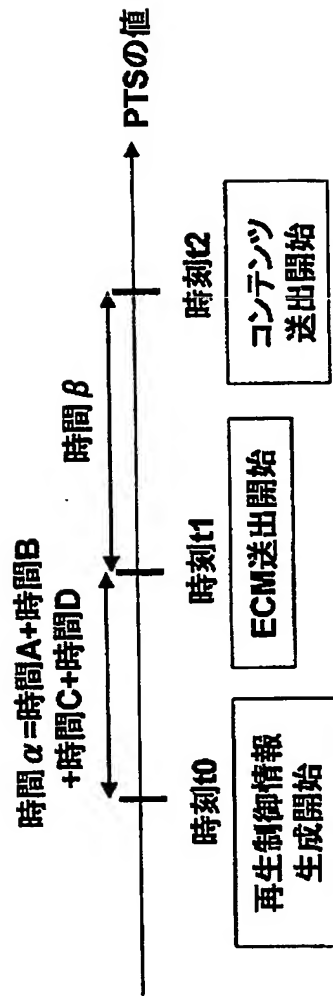 時間α=時間A+時間B
+時間C+時間D
時間β
PTSの値
時刻t0
時刻t1
時刻t2
再生制御情報
生成開始
ECM送出開始
コンテンツ
送出開始